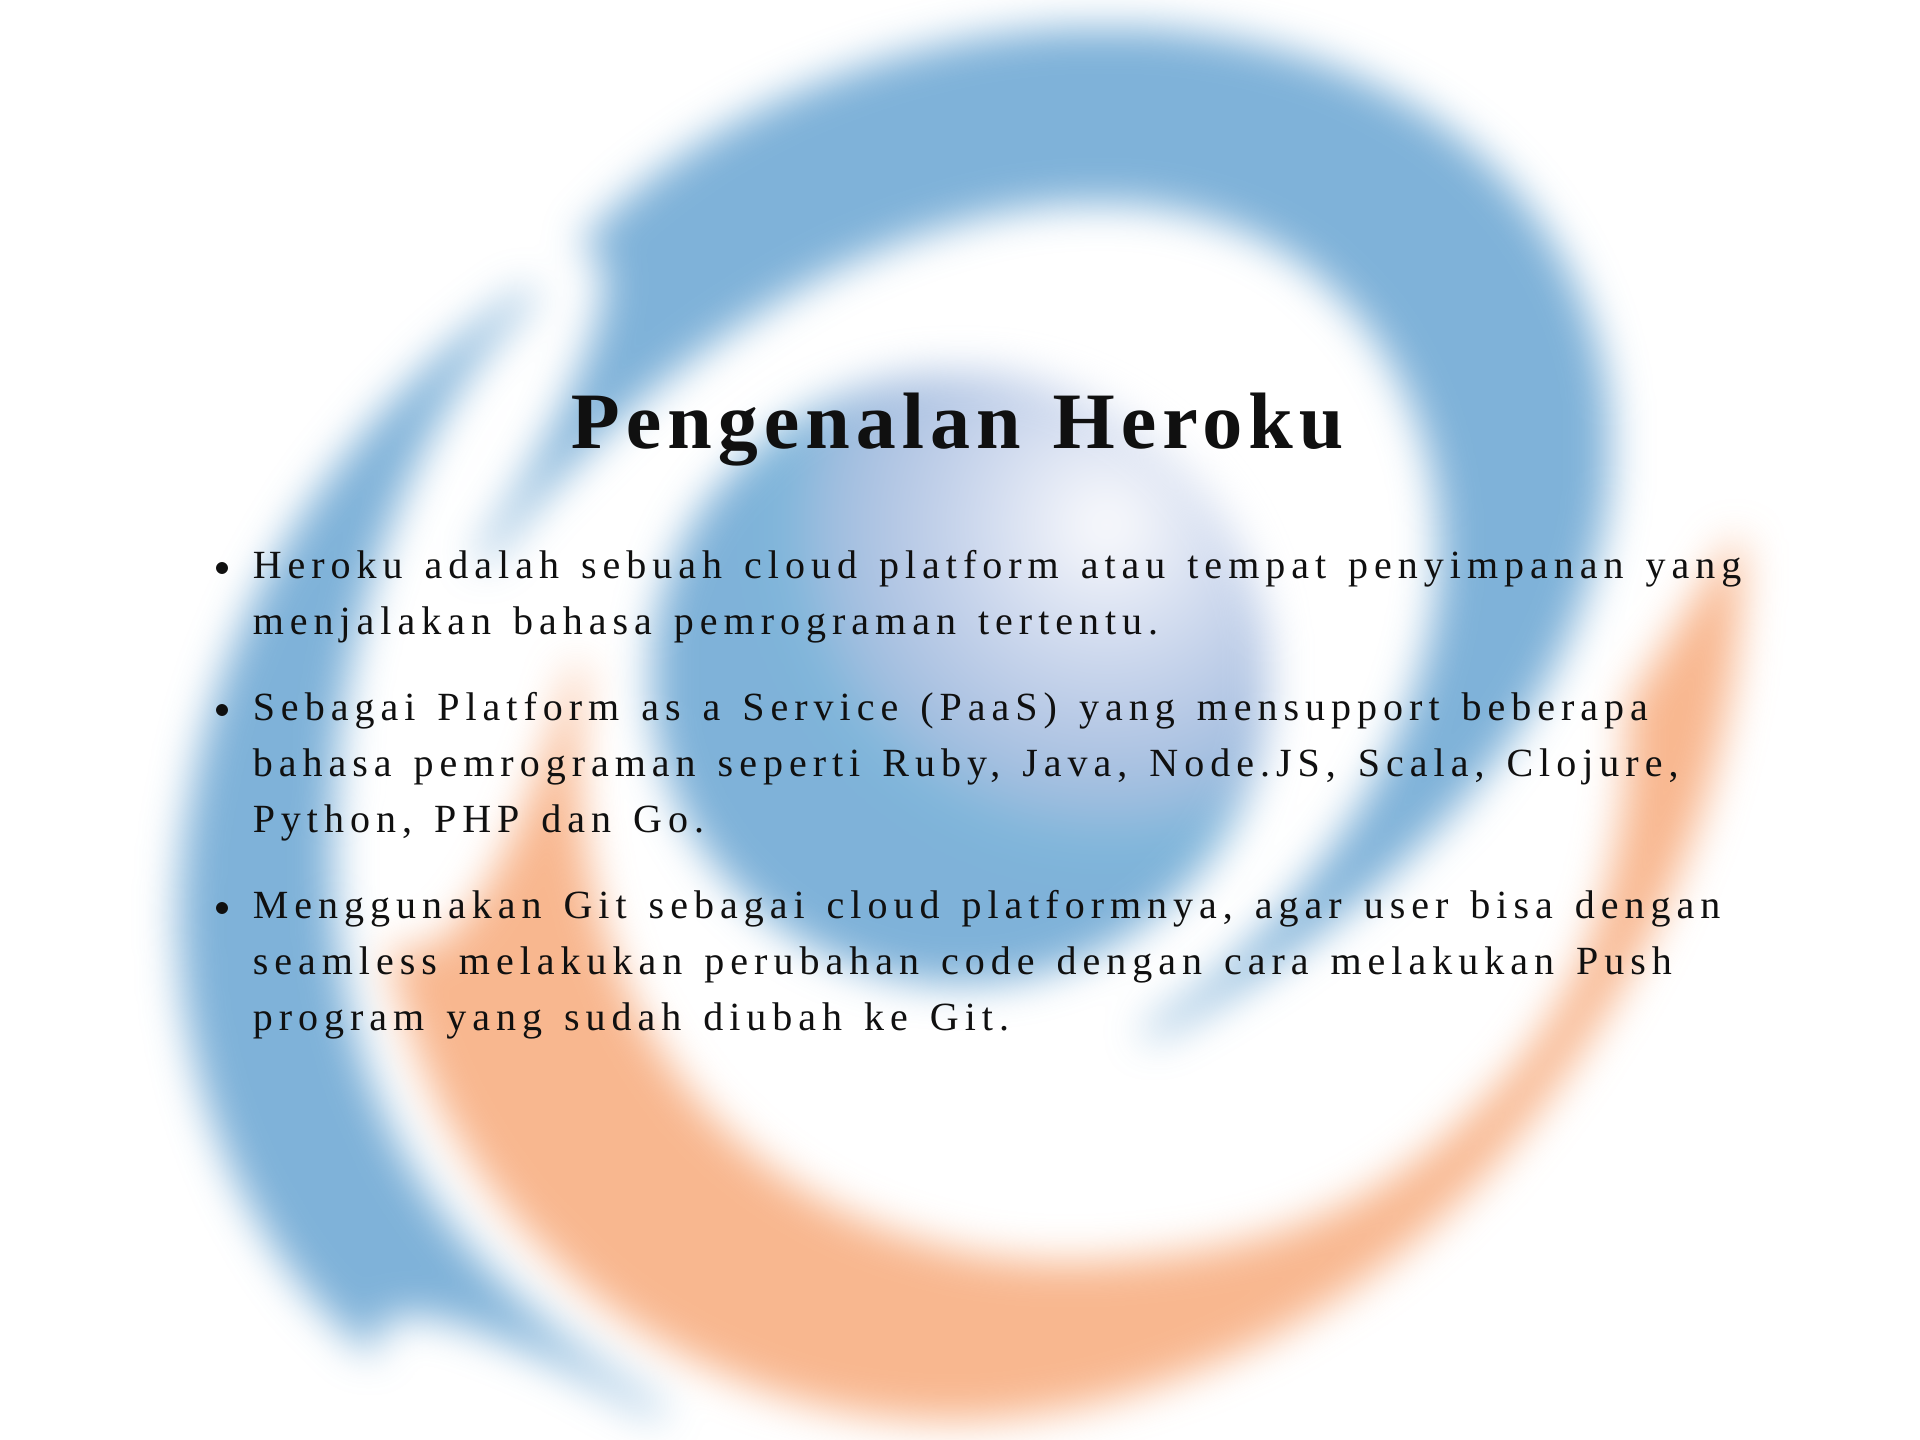 Pengenalan Heroku
• Heroku adalah sebuah cloud platform atau tempat penyimpanan yang
menjalakan bahasa pemrograman tertentu.
• Sebagai Platform as a Service (PaaS) yang mensupport beberapa
bahasa pemrograman seperti Ruby, Java, Node.JS, Scala, Clojure,
Python, PHP dan Go.
• Menggunakan Git sebagai cloud platformnya, agar user bisa dengan
seamless melakukan perubahan code dengan cara melakukan Push
program yang sudah diubah ke Git.